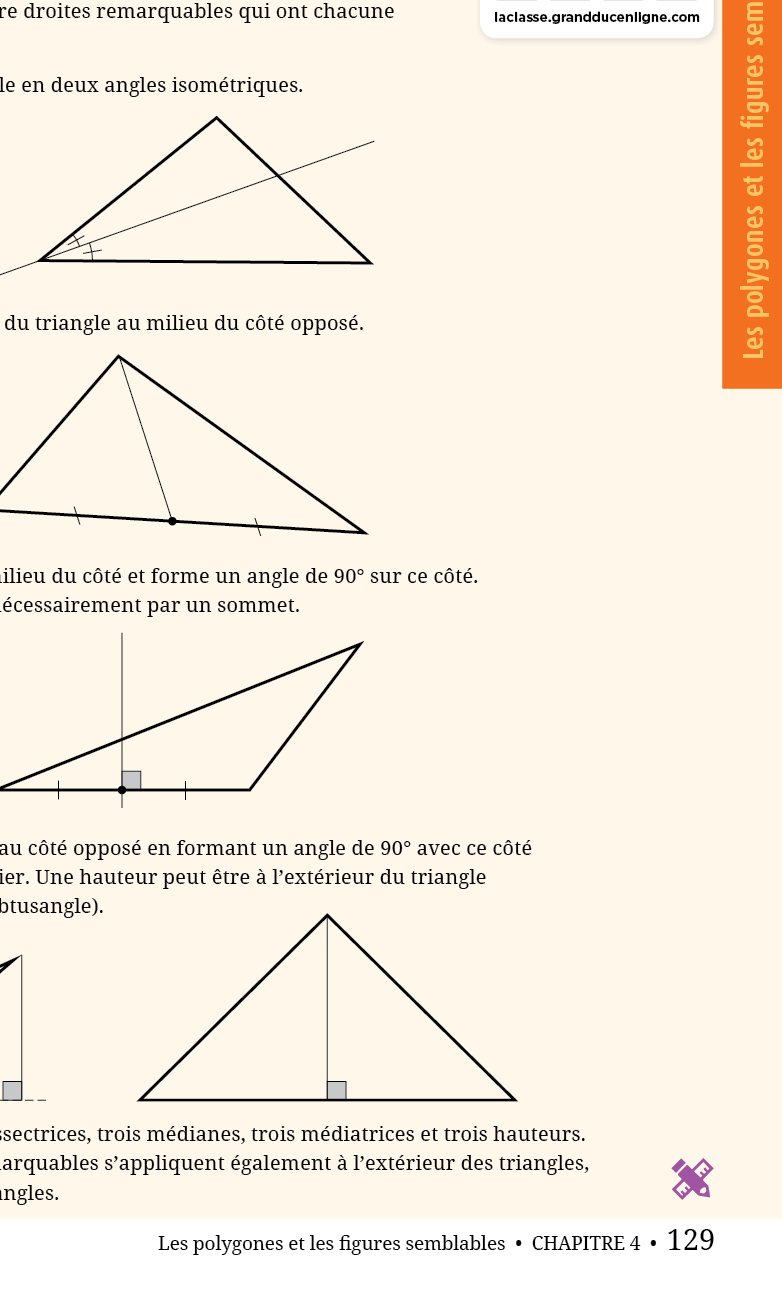 re droites remarquables qui ont chacune
laclasse.grandducenligne.com
le en deux angles isométriques.
du triangle au milieu du côté opposé.
ilieu du côté et forme un angle de 90° sur ce côté.
écessairement par un sommet.
au côté opposé en formant un angle de 90° avec ce côté
ier. Une hauteur peut être à l’extérieur du triangle
btusangle).
ssectrices, trois médianes, trois médiatrices et trois hauteurs.
arquables s’appliquent également à l’extérieur des triangles,
angles.
Les polygones et les figures sem
Les polygones et les figures semblables • CHAPITRE 4 • 129